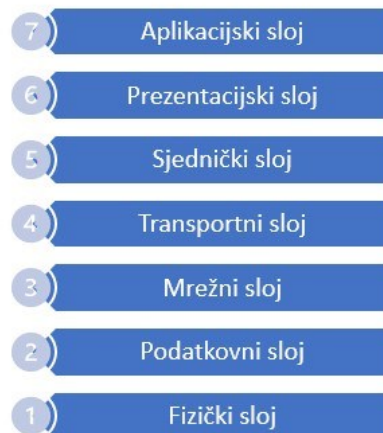 7 Aplikacijski sloj
6 Prezentacijski sloj
5 Sjednički sloj
4 Transportni sloj
3 Mrežni sloj
2 Podatkovni sloj
1 Fizički sloj